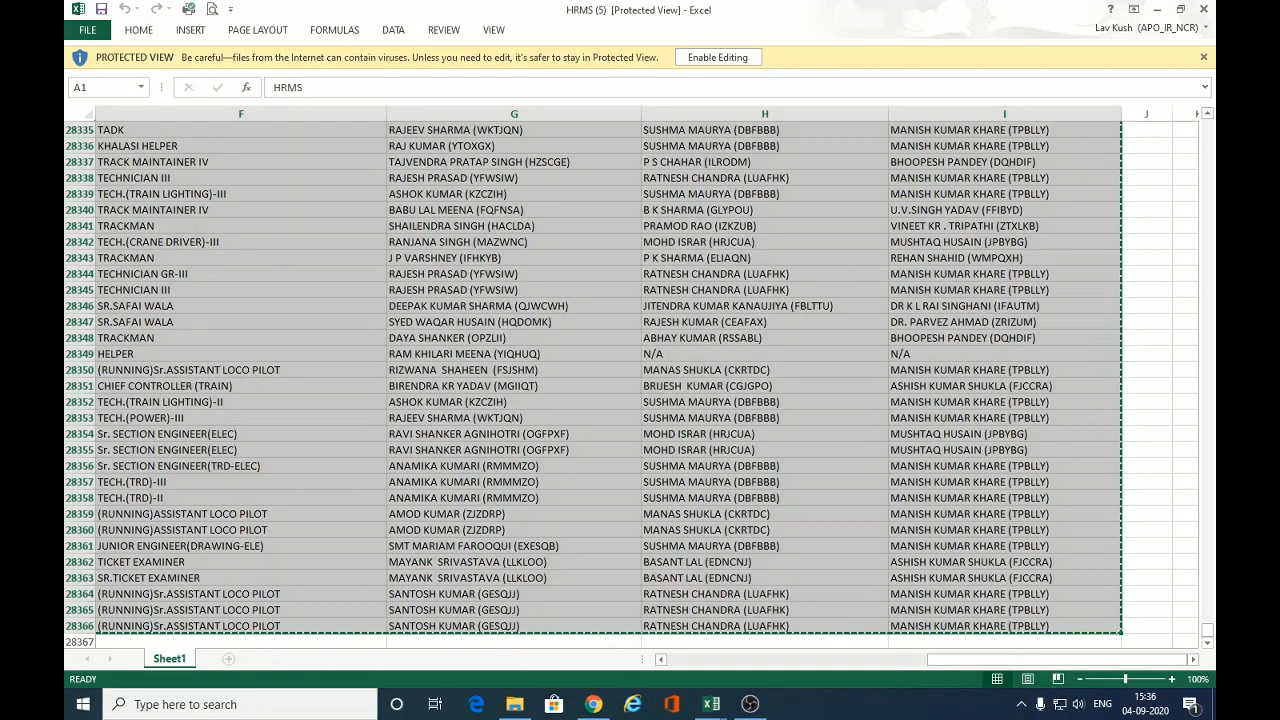 HRMS (5) [Protected View] - Excel
FILE HOME INSERT PAGE LAYOUT FORMULAS DATA REVIEW VIEW
Lav Kush (APO_IR_NCR)
PROTECTED VIEW Be careful—files from the Internet can contain viruses. Unless you need to edit, it's safer to stay in Protected View. Enable Editing
A1 HRMS
F G H I J
28335 TADK RAJEEV SHARMA (WKTJQN) SUSHMA MAURYA (DBFBBB) MANISH KUMAR KHARE (TPBLLY)
28336 KHALASI HELPER RAJ KUMAR (YTOXGX) SUSHMA MAURYA (DBFBBB) MANISH KUMAR KHARE (TPBLLY)
28337 TRACK MAINTAINER IV TAJVENDRA PRATAP SINGH (HZSCGE) P S CHAHAR (ILRODM) BHOOPESH PANDEY (DQHDIF)
28338 TECHNICIAN III RAJESH PRASAD (YFWSIW) RATNESH CHANDRA (LUAFHK) MANISH KUMAR KHARE (TPBLLY)
28339 TECH.(TRAIN LIGHTING)-III ASHOK KUMAR (KZCZIH) SUSHMA MAURYA (DBFBBB) MANISH KUMAR KHARE (TPBLLY)
28340 TRACK MAINTAINER IV BABU LAL MEENA (FQFNSA) B K SHARMA (GLYPOU) U.V.SINGH YADAV (FFIBYD)
28341 TRACKMAN SHAILENDRA SINGH (HACLDA) PRAMOD RAO (IZKZUB) VINEET KR . TRIPATHI (ZTXLKB)
28342 TECH.(CRANE DRIVER)-III RANJANA SINGH (MAZWNC) MOHD ISRAR (HRJCUA) MUSHTAQ HUSAIN (JPBYBG)
28343 TRACKMAN J P VARSHNEY (IFHKYB) P K SHARMA (ELIAQN) REHAN SHAHID (WMPQXH)
28344 TECHNICIAN GR-III RAJESH PRASAD (YFWSIW) RATNESH CHANDRA (LUAFHK) MANISH KUMAR KHARE (TPBLLY)
28345 TECHNICIAN III RAJESH PRASAD (YFWSIW) RATNESH CHANDRA (LUAFHK) MANISH KUMAR KHARE (TPBLLY)
28346 SR.SAFAI WALA DEEPAK KUMAR SHARMA (QJWCWH) JITENDRA KUMAR KANAUJIYA (FBLTTU) DR K L RAI SINGHANI (IFAUTM)
28347 SR.SAFAI WALA SYED WAQAR HUSAIN (HQDOMK) RAJESH KUMAR (CEAFAX) DR. PARVEZ AHMAD (ZRIZUM)
28348 TRACKMAN DAYA SHANKER (OPZLII) ABHAY KUMAR (RSSABL) BHOOPESH PANDEY (DQHDIF)
28349 HELPER RAM KHILARI MEENA (YIQHUQ) N/A N/A
28350 (RUNNING)Sr.ASSISTANT LOCO PILOT RIZWANA SHAHEEN (FSJSHM) MANAS SHUKLA (CKRTDC) MANISH KUMAR KHARE (TPBLLY)
28351 CHIEF CONTROLLER (TRAIN) BIRENDRA KR YADAV (MGIIQT) BRIJESH KUMAR (CGJGPO) ASHISH KUMAR SHUKLA (FJCCRA)
28352 TECH.(TRAIN LIGHTING)-II ASHOK KUMAR (KZCZIH) SUSHMA MAURYA (DBFBBB) MANISH KUMAR KHARE (TPBLLY)
28353 TECH.(POWER)-III RAJEEV SHARMA (WKTJQN) SUSHMA MAURYA (DBFBBB) MANISH KUMAR KHARE (TPBLLY)
28354 Sr. SECTION ENGINEER(ELEC) RAVI SHANKER AGNIHOTRI (OGFPXF) MOHD ISRAR (HRJCUA) MUSHTAQ HUSAIN (JPBYBG)
28355 Sr. SECTION ENGINEER(ELEC) RAVI SHANKER AGNIHOTRI (OGFPXF) MOHD ISRAR (HRJCUA) MUSHTAQ HUSAIN (JPBYBG)
28356 Sr. SECTION ENGINEER(TRD-ELEC) ANAMIKA KUMARI (RMMMZO) SUSHMA MAURYA (DBFBBB) MANISH KUMAR KHARE (TPBLLY)
28357 TECH.(TRD)-III ANAMIKA KUMARI (RMMMZO) SUSHMA MAURYA (DBFBBB) MANISH KUMAR KHARE (TPBLLY)
28358 TECH.(TRD)-II ANAMIKA KUMARI (RMMMZO) SUSHMA MAURYA (DBFBBB) MANISH KUMAR KHARE (TPBLLY)
28359 (RUNNING)ASSISTANT LOCO PILOT AMOD KUMAR (ZJZDRP) MANAS SHUKLA (CKRTDC) MANISH KUMAR KHARE (TPBLLY)
28360 (RUNNING)ASSISTANT LOCO PILOT AMOD KUMAR (ZJZDRP) MANAS SHUKLA (CKRTDC) MANISH KUMAR KHARE (TPBLLY)
28361 JUNIOR ENGINEER(DRAWING-ELE) SMT MARIAM FAROOQUI (EXESQB) SUSHMA MAURYA (DBFBBB) MANISH KUMAR KHARE (TPBLLY)
28362 TICKET EXAMINER MAYANK SRIVASTAVA (LLKLOO) BASANT LAL (EDNCNJ) ASHISH KUMAR SHUKLA (FJCCRA)
28363 SR.TICKET EXAMINER MAYANK SRIVASTAVA (LLKLOO) BASANT LAL (EDNCNJ) ASHISH KUMAR SHUKLA (FJCCRA)
28364 (RUNNING)Sr.ASSISTANT LOCO PILOT SANTOSH KUMAR (GESQJJ) RATNESH CHANDRA (LUAFHK) MANISH KUMAR KHARE (TPBLLY)
28365 (RUNNING)Sr.ASSISTANT LOCO PILOT SANTOSH KUMAR (GESQJJ) RATNESH CHANDRA (LUAFHK) MANISH KUMAR KHARE (TPBLLY)
28366 (RUNNING)Sr.ASSISTANT LOCO PILOT SANTOSH KUMAR (GESQJJ) RATNESH CHANDRA (LUAFHK) MANISH KUMAR KHARE (TPBLLY)
28367
Sheet1
READY 100%
Type here to search
ENG
15:36
04-09-2020
1